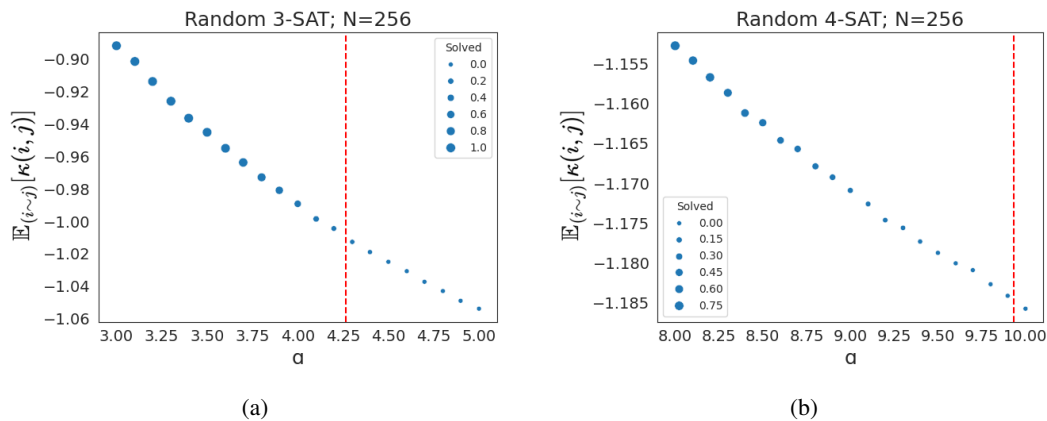 Random 3-SAT; N=256
𝔼(i∼j)[κ(i, j)]
−0.90
−0.92
−0.94
−0.96
−0.98
−1.00
−1.02
−1.04
−1.06
Solved
0.0
0.2
0.4
0.6
0.8
1.0
3.00 3.25 3.50 3.75 4.00 4.25 4.50 4.75 5.00
α
(a)
Random 4-SAT; N=256
𝔼(i∼j)[κ(i, j)]
−1.155
−1.160
−1.165
−1.170
−1.175
−1.180
−1.185
Solved
0.00
0.15
0.30
0.45
0.60
0.75
8.00 8.25 8.50 8.75 9.00 9.25 9.50 9.75 10.00
α
(b)